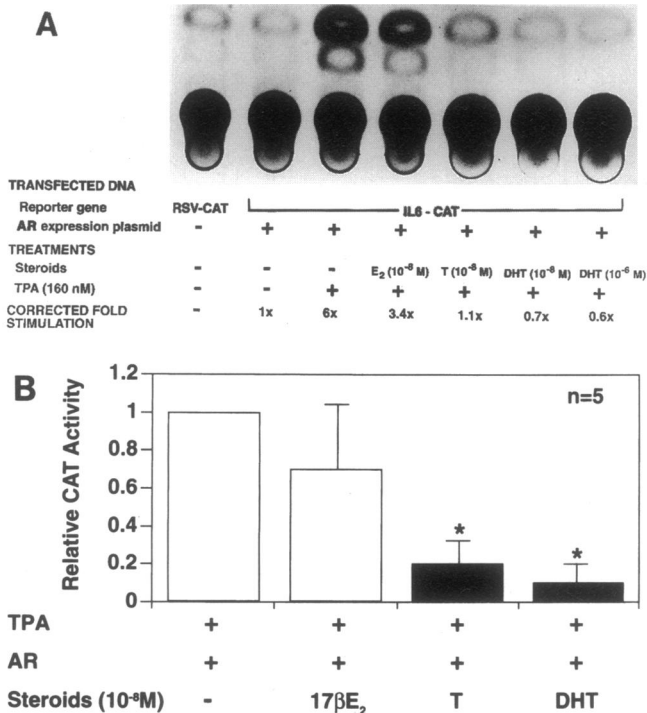 A
TRANSFECTED DNA
Reporter gene RSV-CAT IL6 - CAT
AR expression plasmid - + + + + + +
TREATMENTS
Steroids - - - E₂ (10⁻⁸ M) T (10⁻⁸ M) DHT (10⁻⁸ M) DHT (10⁻⁶ M)
TPA (160 nM) - - + + + + +
CORRECTED FOLD - 1x 6x 3.4x 1.1x 0.7x 0.6x
STIMULATION
B
n=5
Relative CAT Activity
1.2
1
0.8
0.6
0.4
0.2
0
* *
TPA + + + +
AR + + + +
Steroids (10⁻⁸M) - 17βE₂ T DHT